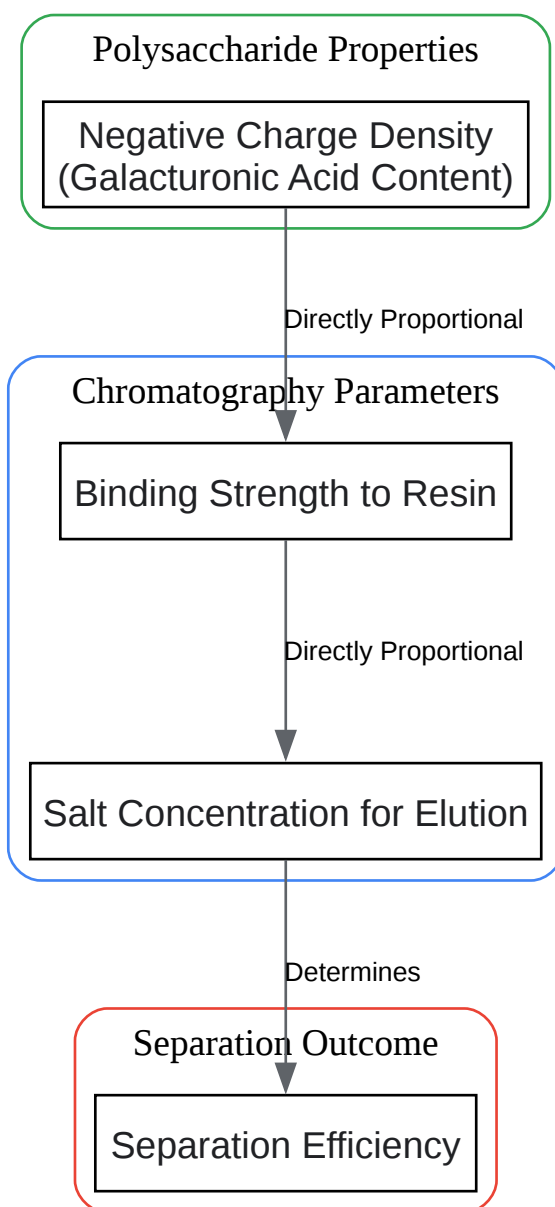 Polysaccharide Properties
Negative Charge Density
(Galacturonic Acid Content)
Directly Proportional
Chromatography Parameters
Binding Strength to Resin
Directly Proportional
Salt Concentration for Elution
Determines
Separation Outcome
Separation Efficiency